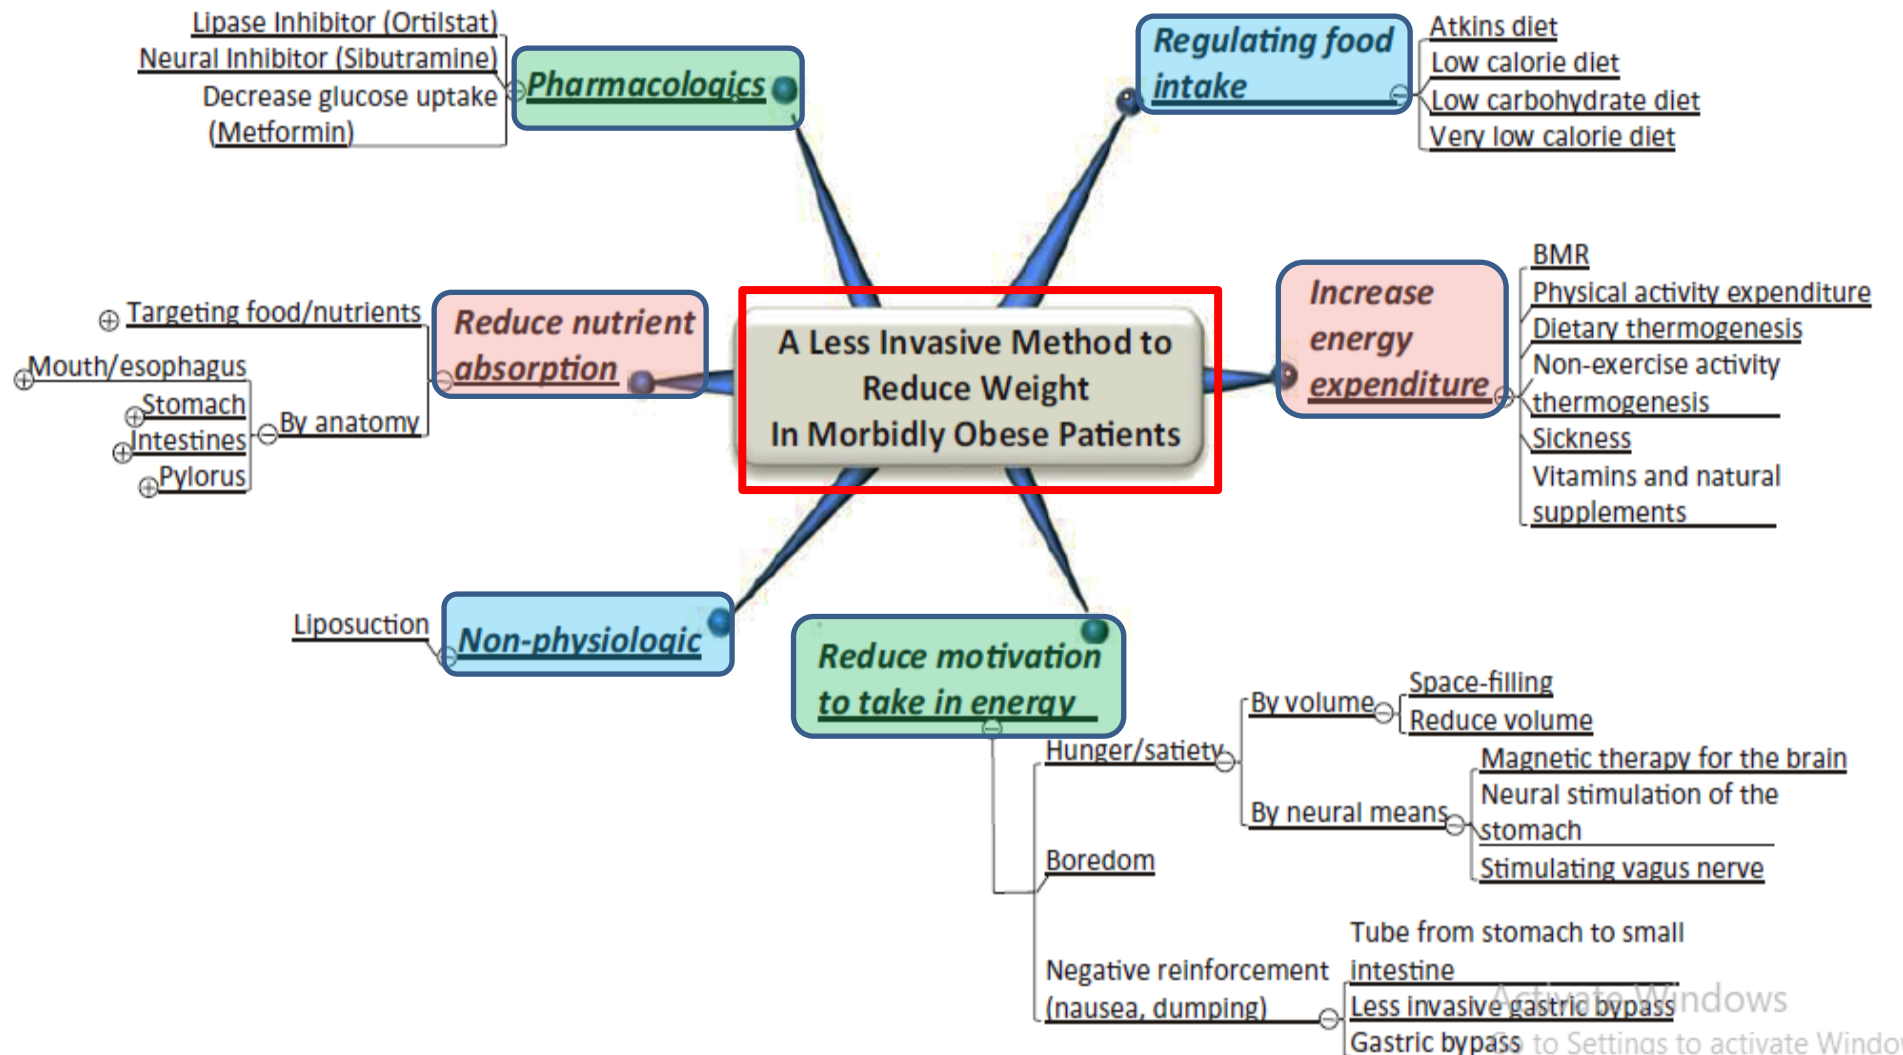 Lipase Inhibitor (Ortilstat)
Neural Inhibitor (Sibutramine)
Decrease glucose uptake
(Metformin)
Pharmacologics
Regulating food
intake
Atkins diet
Low calorie diet
Low carbohydrate diet
Very low calorie diet
Targeting food/nutrients
Mouth/esophagus
Stomach
Intestines
Pylorus
By anatomy
Reduce nutrient
absorption
A Less Invasive Method to
Reduce Weight
In Morbidly Obese Patients
Increase
energy
expenditure
BMR
Physical activity expenditure
Dietary thermogenesis
Non-exercise activity
thermogenesis
Sickness
Vitamins and natural
supplements
Liposuction
Non-physiologic
Reduce motivation
to take in energy
Hunger/satiety
By volume
Space-filling
Reduce volume
By neural means
Magnetic therapy for the brain
Neural stimulation of the
stomach
Stimulating vagus nerve
Boredom
Negative reinforcement
(nausea, dumping)
Tube from stomach to small
intestine
Less invasive gastric bypass
Gastric bypass
Activate Windows
Go to Settings to activate Windo